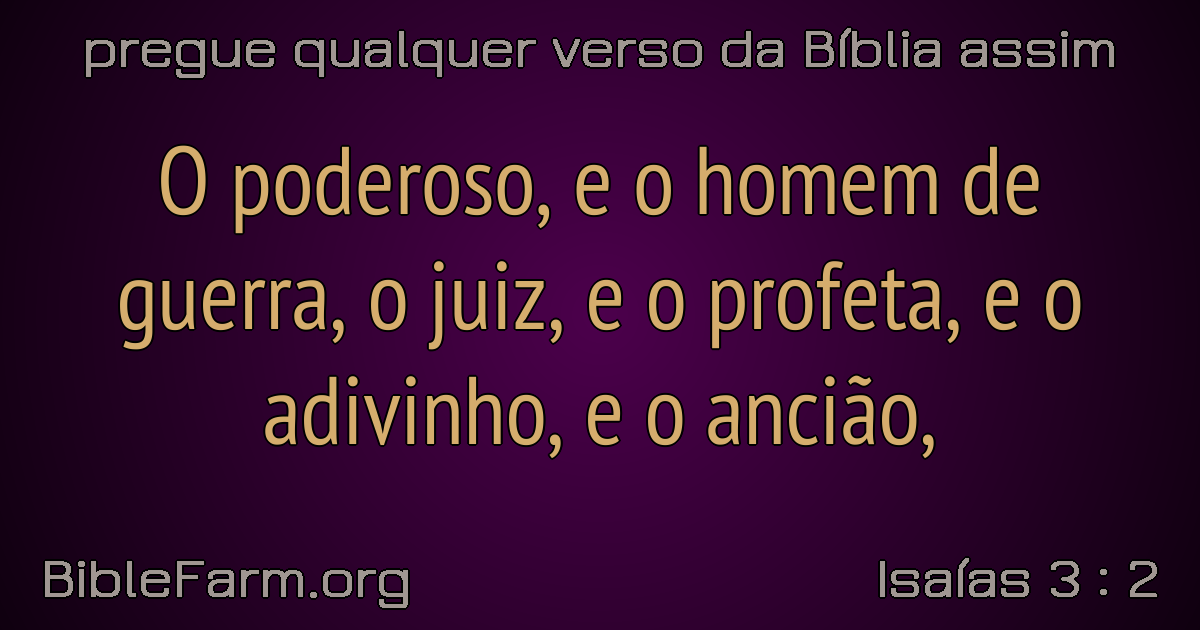 pregue qualquer verso da Bíblia assim
O poderoso, e o homem de
guerra, o juiz, e o profeta, e o
adivinho, e o ancião,
BibleFarm.org
Isaías 3 : 2